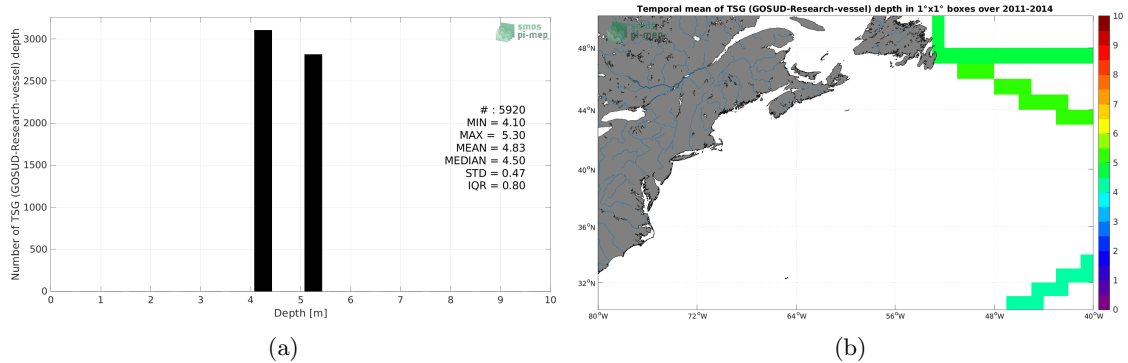 smos
pi-mep
Number of TSG (GOSUD-Research-vessel) depth
3000
2500
2000
1500
1000
500
0
# : 5920
MIN = 4.10
MAX = 5.30
MEAN = 4.83
MEDIAN = 4.50
STD = 0.47
IQR = 0.80
0 1 2 3 4 5 6 7 8 9 10
Depth [m]
(a)
Temporal mean of TSG (GOSUD-Research-vessel) depth in 1°x1° boxes over 2011-2014
smos
pi-mep
48°N
44°N
40°N
36°N
32°N
80°W 72°W 64°W 56°W 48°W 40°W
10
9
8
7
6
5
4
3
2
1
0
(b)